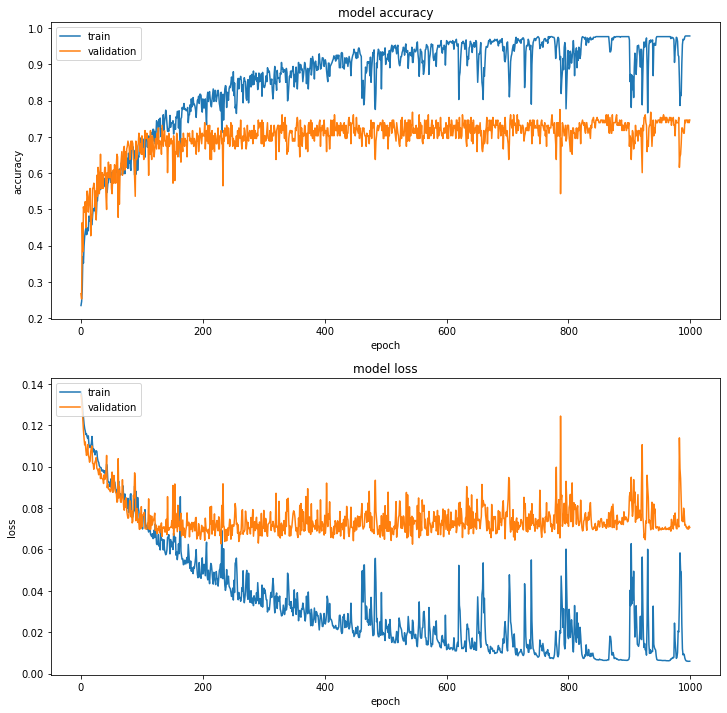 model accuracy
train
validation
1.0
0.9
0.8
0.7
0.6
0.5
0.4
0.3
0.2
accuracy
0 200 400 600 800 1000
epoch
model loss
train
validation
0.14
0.12
0.10
0.08
0.06
0.04
0.02
0.00
loss
0 200 400 600 800 1000
epoch